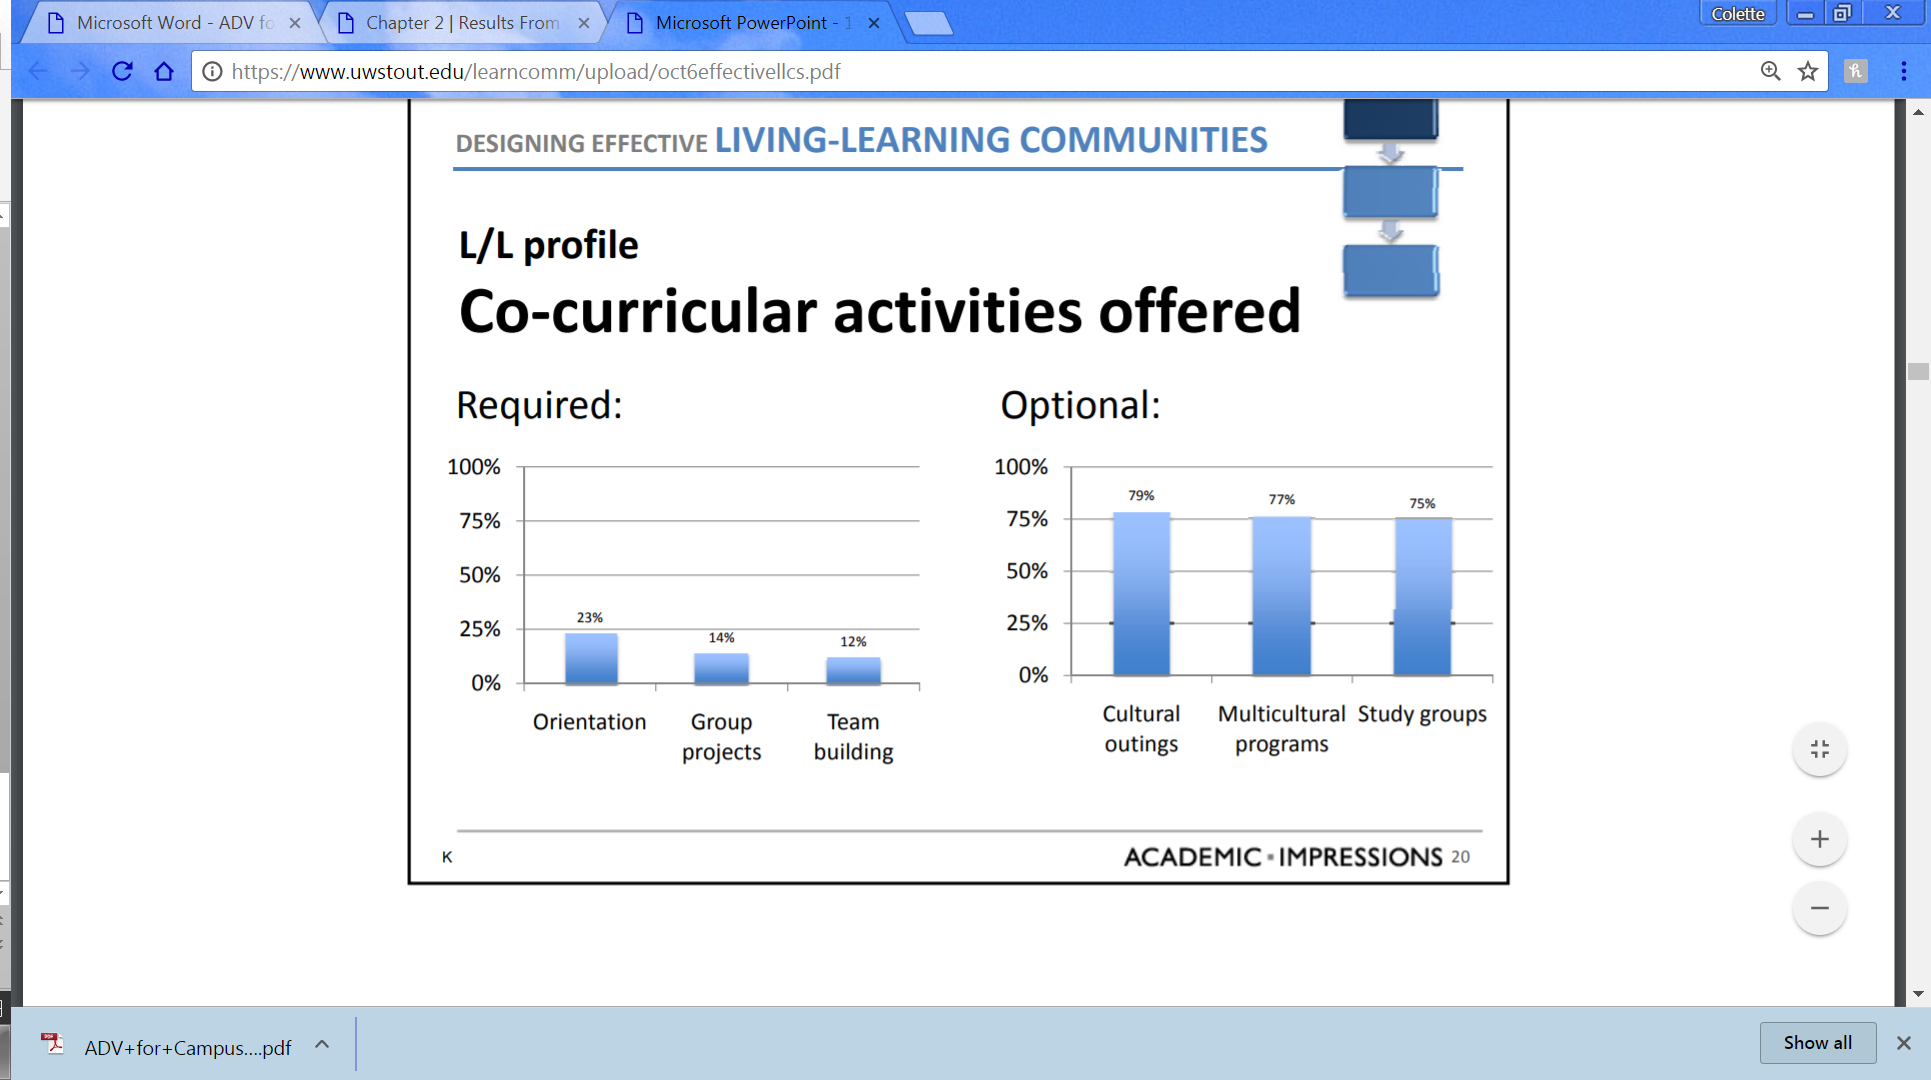 Microsoft Word - ADV fo
Chapter 2 | Results From
Microsoft PowerPoint - 1
Colette
https://www.uwstout.edu/learncomm/upload/oct6effectivellcs.pdf
DESIGNING EFFECTIVE LIVING-LEARNING COMMUNITIES
L/L profile
Co-curricular activities offered
Required:
100%
75%
50%
25%
0%
23%
14%
12%
Orientation
Group
projects
Team
building
Optional:
100%
75%
50%
25%
0%
79%
77%
75%
Cultural
outings
Multicultural
programs
Study groups
K
ACADEMIC ▪ IMPRESSIONS 20
ADV+for+Campus....pdf
Show all